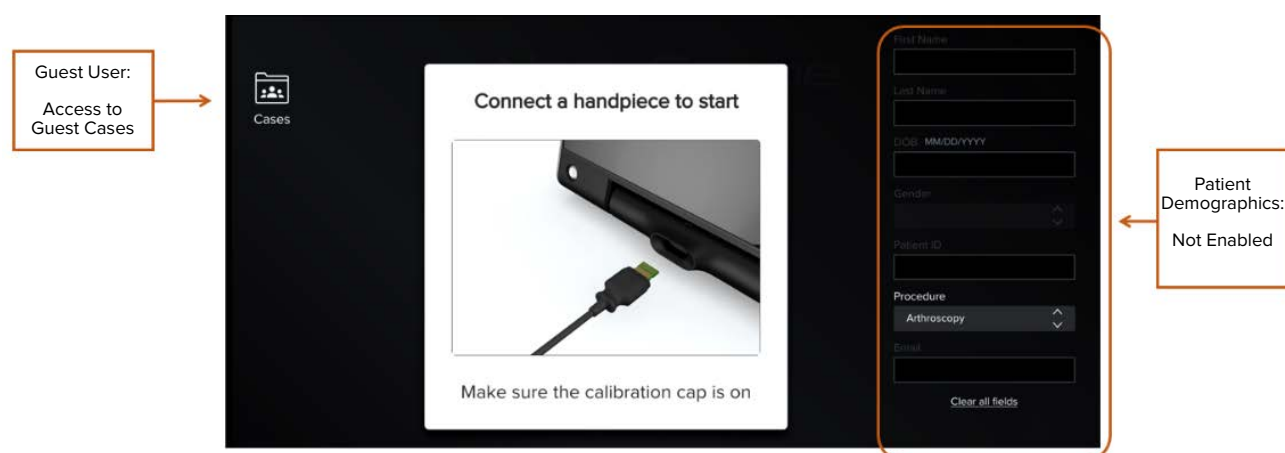 Guest User:
Access to
Guest Cases
Cases
Connect a handpiece to start
Make sure the calibration cap is on
First Name
Last Name
DOB MM/DD/YYYY
Gender
Patient ID
Procedure
Arthroscopy
Email
Clear all fields
Patient
Demographics:
Not Enabled